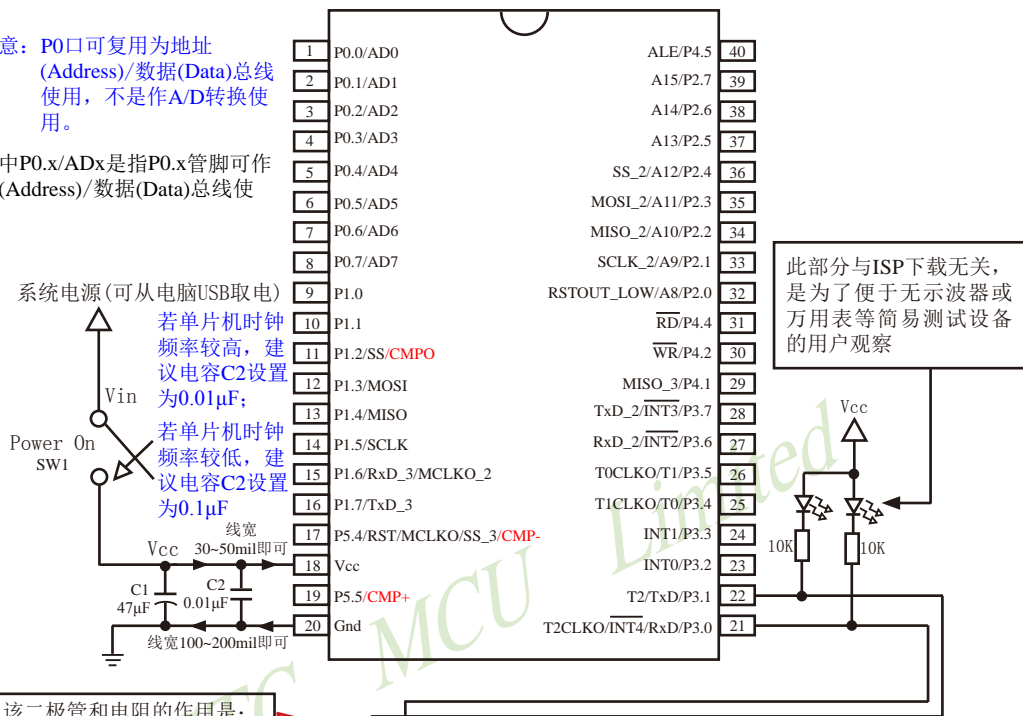 意：P0口可复用为地址
(Address)/数据(Data)总线
使用，不是作A/D转换使
用。
中P0.x/ADx是指P0.x管脚可作
(Address)/数据(Data)总线使
系统电源(可从电脑USB取电)
若单片机时钟
频率较高，建
议电容C2设置
为0.01μF；
Vin
若单片机时钟
频率较低，建
议电容C2设置
为0.1μF
Power On
SW1
线宽
30~50mil即可
Vcc
C1
47μF
C2
0.01μF
线宽100~200mil即可
1 P0.0/AD0
2 P0.1/AD1
3 P0.2/AD2
4 P0.3/AD3
5 P0.4/AD4
6 P0.5/AD5
7 P0.6/AD6
8 P0.7/AD7
9 P1.0
10 P1.1
11 P1.2/SS/CMPO
12 P1.3/MOSI
13 P1.4/MISO
14 P1.5/SCLK
15 P1.6/RxD_3/MCLKO_2
16 P1.7/TxD_3
17 P5.4/RST/MCLKO/SS_3/CMP-
18 Vcc
19 P5.5/CMP+
20 Gnd
ALE/P4.5 40
A15/P2.7 39
A14/P2.6 38
A13/P2.5 37
SS_2/A12/P2.4 36
MOSI_2/A11/P2.3 35
MISO_2/A10/P2.2 34
SCLK_2/A9/P2.1 33
RSTOUT_LOW/A8/P2.0 32
RD/P4.4 31
WR/P4.2 30
MISO_3/P4.1 29
TxD_2/INT3/P3.7 28
RxD_2/INT2/P3.6 27
T0CLKO/T1/P3.5 26
T1CLKO/T0/P3.4 25
INT1/P3.3 24
INT0/P3.2 23
T2/TxD/P3.1 22
T2CLKO/INT4/RxD/P3.0 21
此部分与ISP下载无关，
是为了便于无示波器或
万用表等简易测试设备
的用户观察
Vcc
10K
10K
该二极管和电阻的作用是：
MCU Limited